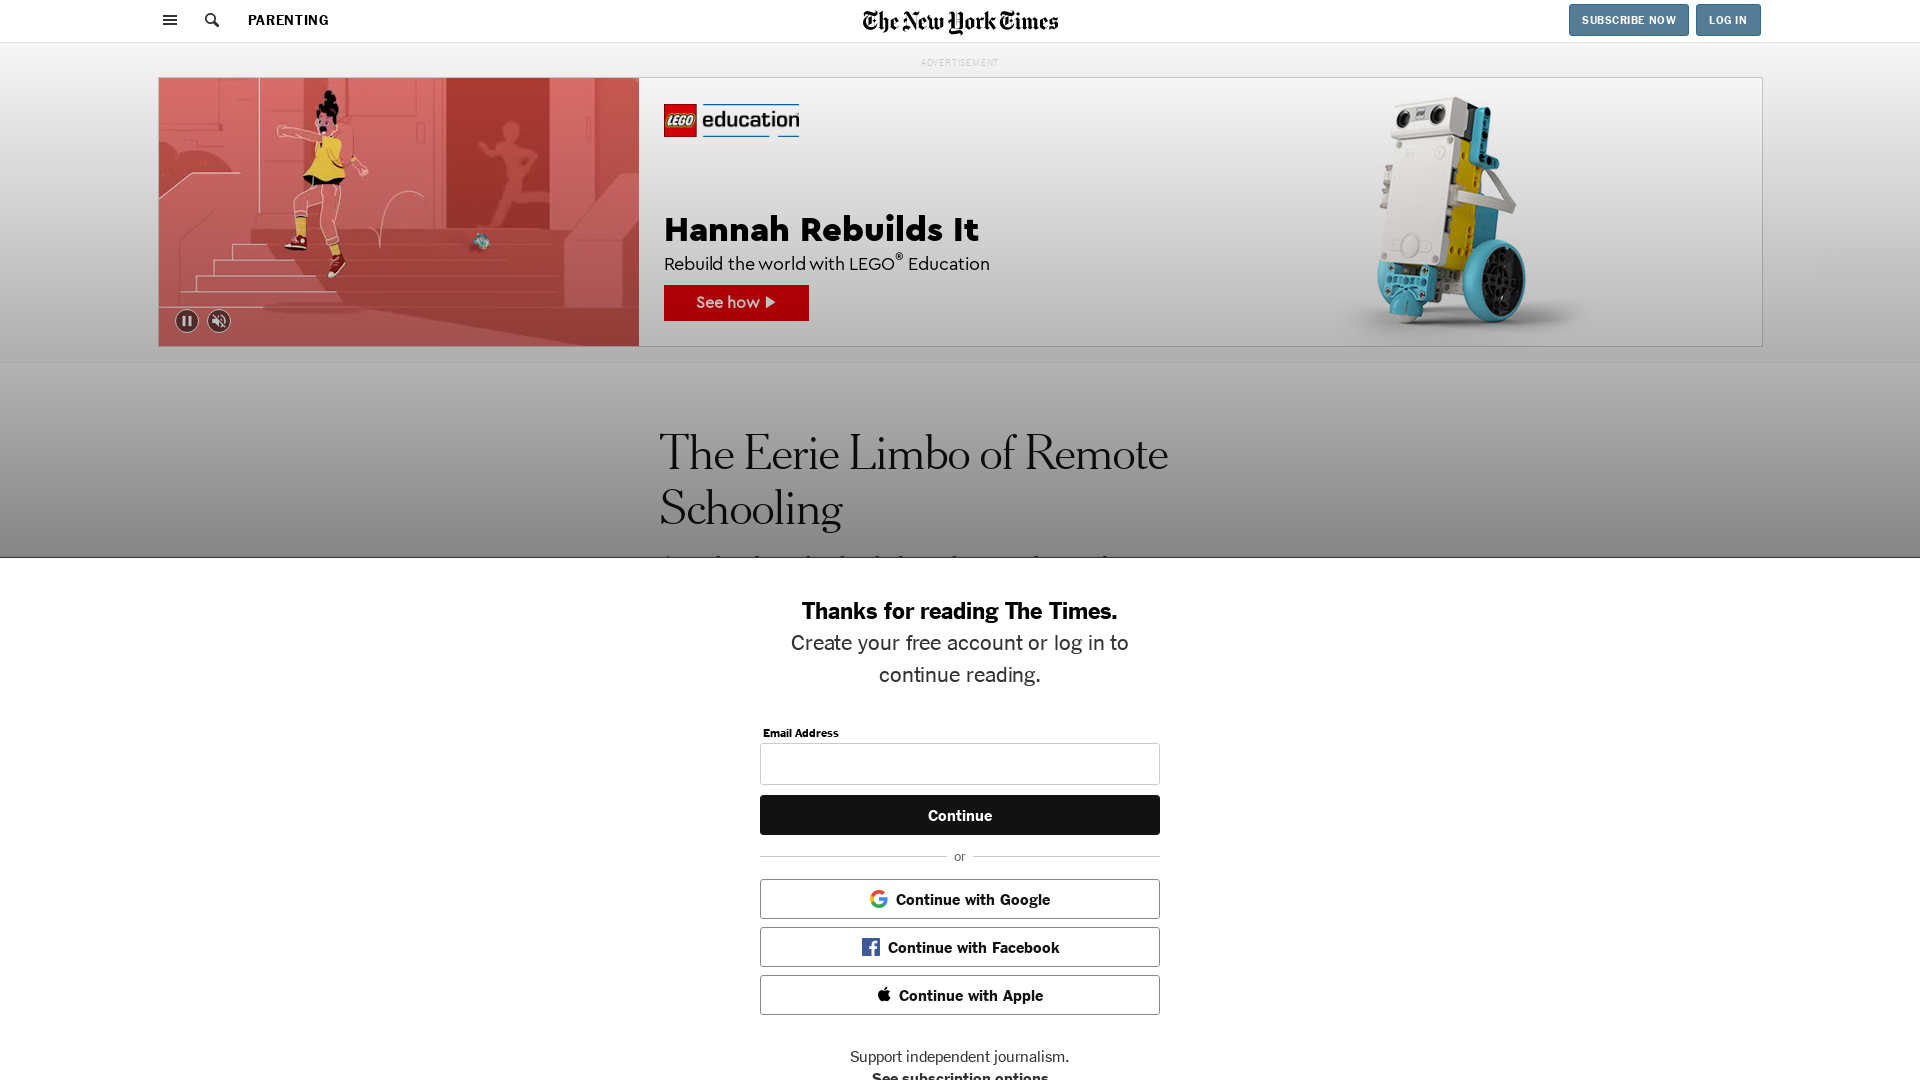 PARENTING
The New York Times
SUBSCRIBE NOW
LOG IN
ADVERTISEMENT
LEGO education
Hannah Rebuilds It
Rebuild the world with LEGO® Education
See how
The Eerie Limbo of Remote
Schooling
Thanks for reading The Times.
Create your free account or log in to
continue reading.
Email Address
Continue
or
Continue with Google
Continue with Facebook
Continue with Apple
Support independent journalism.
See subscription options